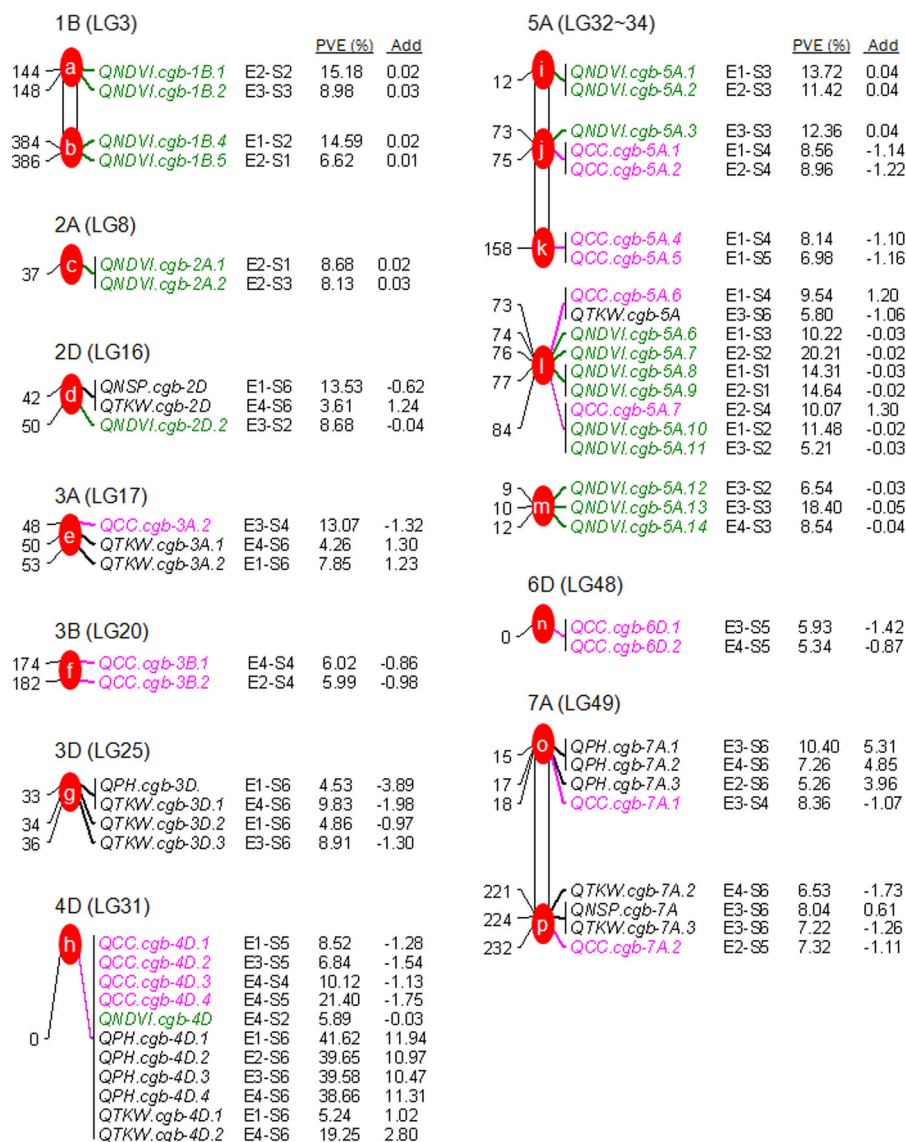 1B (LG3)
PVE (%) Add
a
144 QNDVI.cgb-1B.1 E2-S2 15.18 0.02
148 QNDVI.cgb-1B.2 E3-S3 8.98 0.03
b
384 QNDVI.cgb-1B.4 E1-S2 14.59 0.02
386 QNDVI.cgb-1B.5 E2-S1 6.62 0.01
2A (LG8)
c
37
QNDVI.cgb-2A.1 E2-S1 8.68 0.02
QNDVI.cgb-2A.2 E2-S3 8.13 0.03
2D (LG16)
d
42
QNSP.cgb-2D E1-S6 13.53 -0.62
QTKW.cgb-2D E4-S6 3.61 1.24
50 QNDVI.cgb-2D.2 E3-S2 8.68 -0.04
3A (LG17)
e
48 QCC.cgb-3A.2 E3-S4 13.07 -1.32
50 QTKW.cgb-3A.1 E4-S6 4.26 1.30
53 QTKW.cgb-3A.2 E1-S6 7.85 1.23
3B (LG20)
f
174 QCC.cgb-3B.1 E4-S4 6.02 -0.86
182 QCC.cgb-3B.2 E2-S4 5.99 -0.98
3D (LG25)
g
33
QPH.cgb-3D. E1-S6 4.53 -3.89
QTKW.cgb-3D.1 E4-S6 9.83 -1.98
34 QTKW.cgb-3D.2 E1-S6 4.86 -0.97
36 QTKW.cgb-3D.3 E3-S6 8.91 -1.30
4D (LG31)
h
0
QCC.cgb-4D.1 E1-S5 8.52 -1.28
QCC.cgb-4D.2 E3-S5 6.84 -1.54
QCC.cgb-4D.3 E4-S4 10.12 -1.13
QCC.cgb-4D.4 E4-S5 21.40 -1.75
QNDVI.cgb-4D E4-S2 5.89 -0.03
QPH.cgb-4D.1 E1-S6 41.62 11.94
QPH.cgb-4D.2 E2-S6 39.65 10.97
QPH.cgb-4D.3 E3-S6 39.58 10.47
QPH.cgb-4D.4 E4-S6 38.66 11.31
QTKW.cgb-4D.1 E1-S6 5.24 1.02
QTKW.cgb-4D.2 E4-S6 19.25 2.80
5A (LG32~34)
PVE (%) Add
i
12
QNDVI.cgb-5A.1 E1-S3 13.72 0.04
QNDVI.cgb-5A.2 E2-S3 11.42 0.04
j
73 QNDVI.cgb-5A.3 E3-S3 12.36 0.04
75
QCC.cgb-5A.1 E1-S4 8.56 -1.14
QCC.cgb-5A.2 E2-S4 8.96 -1.22
k
158
QCC.cgb-5A.4 E1-S4 8.14 -1.10
QCC.cgb-5A.5 E1-S5 6.98 -1.16
l
73
QCC.cgb-5A.6 E1-S4 9.54 1.20
QTKW.cgb-5A E3-S6 5.80 -1.06
74 QNDVI.cgb-5A.6 E1-S3 10.22 -0.03
76 QNDVI.cgb-5A.7 E2-S2 20.21 -0.02
77
QNDVI.cgb-5A.8 E1-S1 14.31 -0.03
QNDVI.cgb-5A.9 E2-S1 14.64 -0.02
84
QCC.cgb-5A.7 E2-S4 10.07 1.30
QNDVI.cgb-5A.10 E1-S2 11.48 -0.02
QNDVI.cgb-5A.11 E3-S2 5.21 -0.03
m
9 QNDVI.cgb-5A.12 E3-S2 6.54 -0.03
10 QNDVI.cgb-5A.13 E3-S3 18.40 -0.05
12 QNDVI.cgb-5A.14 E4-S3 8.54 -0.04
6D (LG48)
n
0
QCC.cgb-6D.1 E3-S5 5.93 -1.42
QCC.cgb-6D.2 E4-S5 5.34 -0.87
7A (LG49)
o
15
QPH.cgb-7A.1 E3-S6 10.40 5.31
QPH.cgb-7A.2 E4-S6 7.26 4.85
17 QPH.cgb-7A.3 E2-S6 5.26 3.96
18 QCC.cgb-7A.1 E3-S4 8.36 -1.07
p
221 QTKW.cgb-7A.2 E4-S6 6.53 -1.73
224
QNSP.cgb-7A E3-S6 8.04 0.61
QTKW.cgb-7A.3 E3-S6 7.22 -1.26
232 QCC.cgb-7A.2 E2-S5 7.32 -1.11